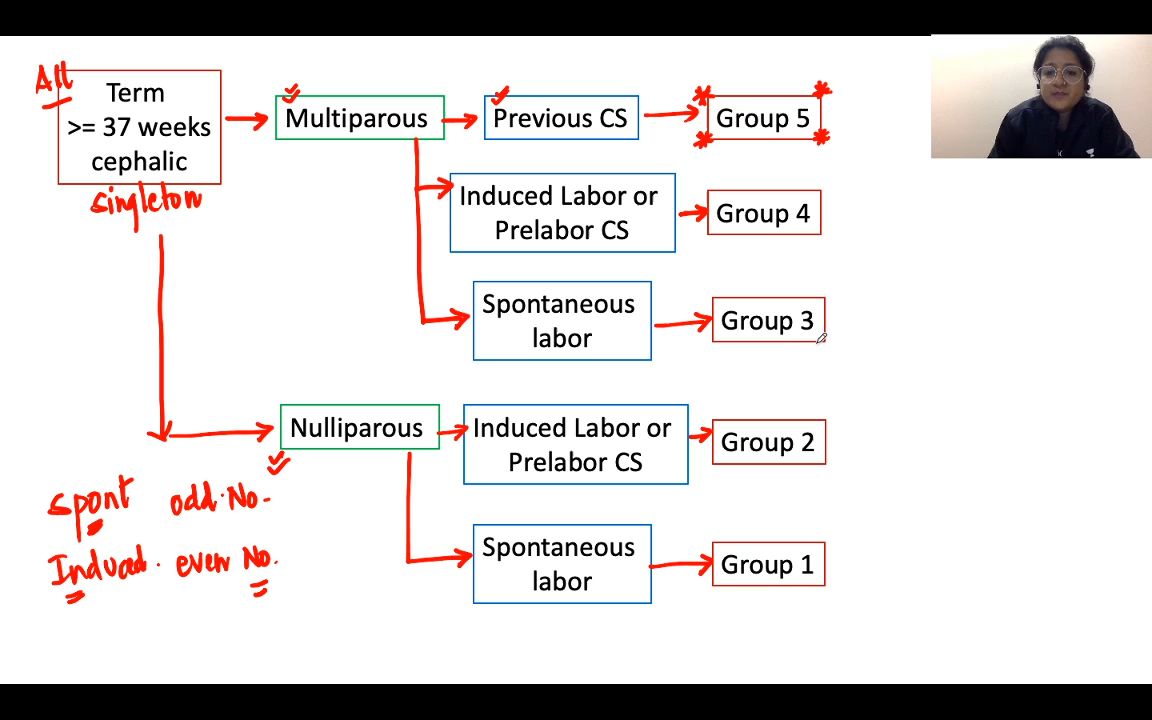 All
Term
>= 37 weeks
cephalic
singleton
Multiparous
Previous CS
Group 5
Induced Labor or
Prelabor CS
Group 4
Spontaneous
labor
Group 3
Nulliparous
Induced Labor or
Prelabor CS
Group 2
Spontaneous
labor
Group 1
Spont odd. No.
Induced. even No.